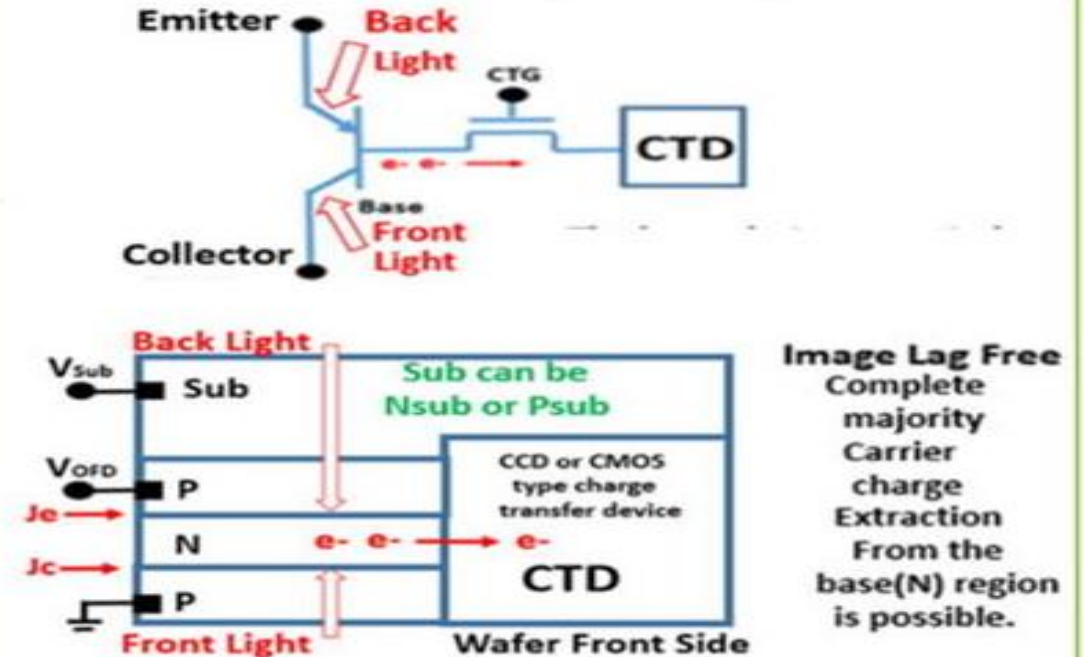 Emitter
Back
Light
CTG
CTD
e- e-
Base
Front
Light
Collector
Back Light
VSub
Sub
Sub can be
Nsub or Psub
VOFD
P
CCD or CMOS
type charge
transfer device
Je
N
e- e-
e-
Jc
CTD
P
Front Light
Wafer Front Side
Image Lag Free
Complete
majority
Carrier
charge
Extraction
From the
base(N) region
is possible.